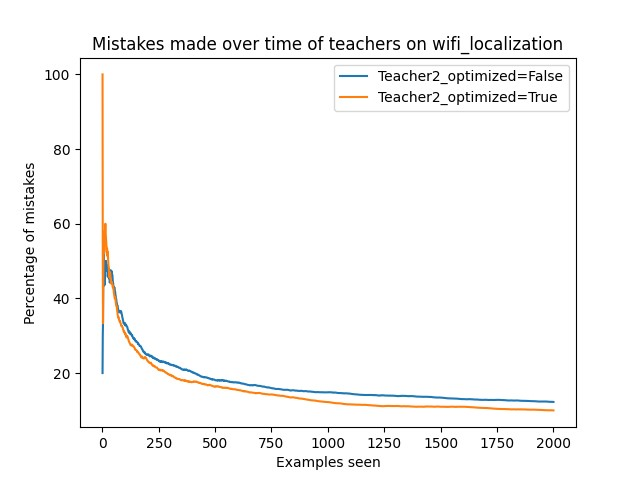 Mistakes made over time of teachers on wifi_localization
Teacher2_optimized=False
Teacher2_optimized=True
Percentage of mistakes
100
80
60
40
20
0 250 500 750 1000 1250 1500 1750 2000
Examples seen